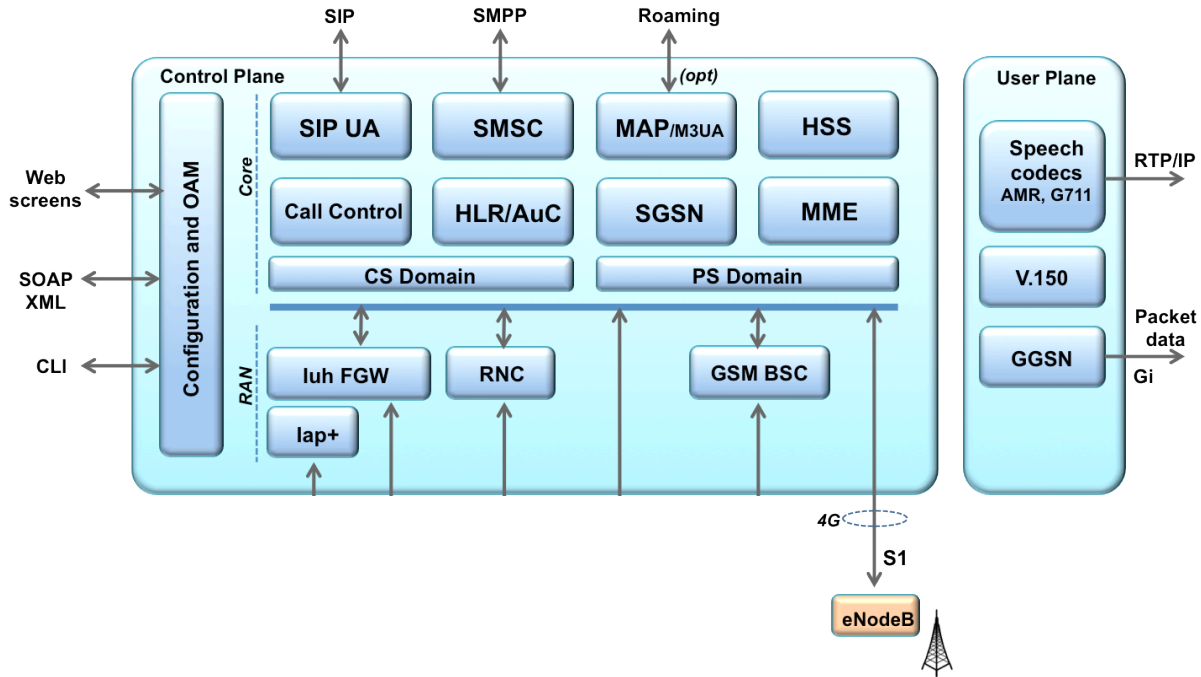 SIP
SMPP
Roaming
(opt)
Control Plane
User Plane
Core
SIP UA
SMSC
MAP/M3UA
HSS
Speech
codecs
AMR, G711
RTP/IP
Web
screens
Configuration and OAM
Call Control
HLR/AuC
SGSN
MME
CS Domain
PS Domain
V.150
SOAP
XML
Packet
data
Gi
CLI
RAN
Iuh FGW
RNC
GSM BSC
GGSN
Iap+
4G
S1
eNodeB